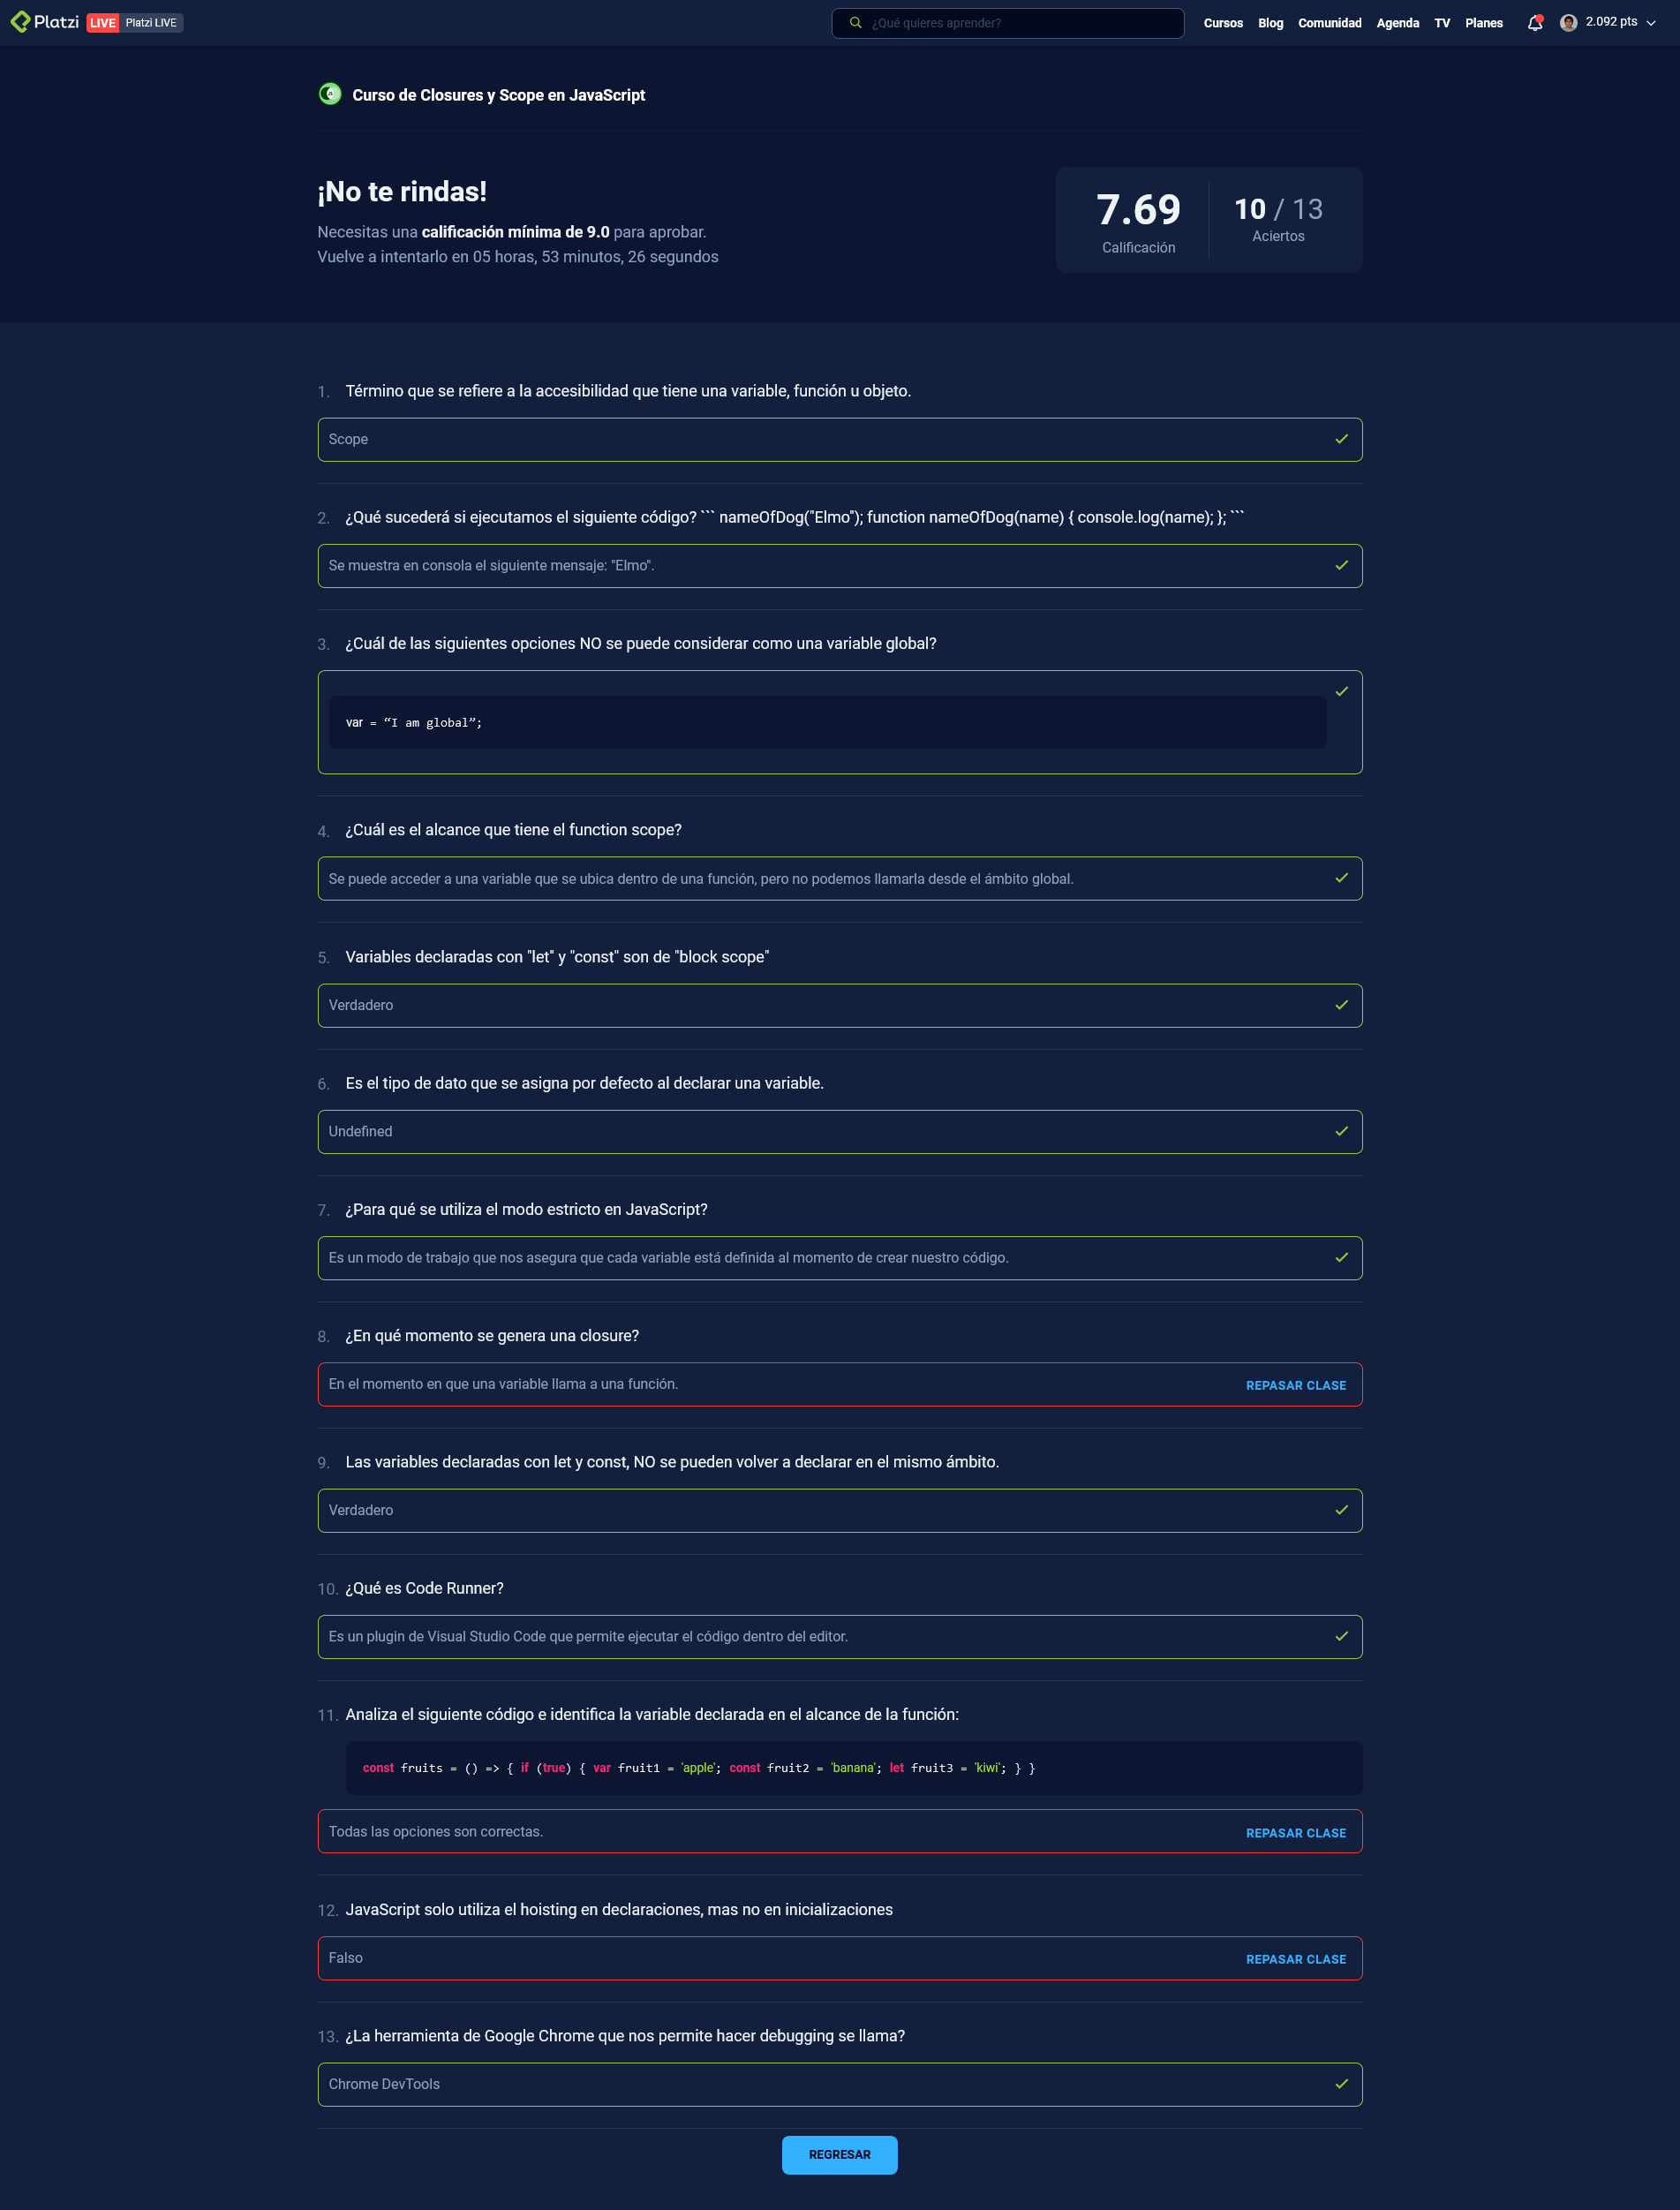 Platzi LIVE Platzi LIVE
¿Qué quieres aprender?
Cursos Blog Comunidad Agenda TV Planes 2.092 pts
Curso de Closures y Scope en JavaScript
¡No te rindas!
Necesitas una calificación mínima de 9.0 para aprobar.
Vuelve a intentarlo en 05 horas, 53 minutos, 26 segundos
7.69
Calificación
10 / 13
Aciertos
1. Término que se refiere a la accesibilidad que tiene una variable, función u objeto.
Scope
2. ¿Qué sucederá si ejecutamos el siguiente código? ``` nameOfDog("Elmo"); function nameOfDog(name) { console.log(name); }; ```
Se muestra en consola el siguiente mensaje: "Elmo".
3. ¿Cuál de las siguientes opciones NO se puede considerar como una variable global?
var = “I am global”;
4. ¿Cuál es el alcance que tiene el function scope?
Se puede acceder a una variable que se ubica dentro de una función, pero no podemos llamarla desde el ámbito global.
5. Variables declaradas con "let" y "const" son de "block scope"
Verdadero
6. Es el tipo de dato que se asigna por defecto al declarar una variable.
Undefined
7. ¿Para qué se utiliza el modo estricto en JavaScript?
Es un modo de trabajo que nos asegura que cada variable está definida al momento de crear nuestro código.
8. ¿En qué momento se genera una closure?
En el momento en que una variable llama a una función. REPASAR CLASE
9. Las variables declaradas con let y const, NO se pueden volver a declarar en el mismo ámbito.
Verdadero
10. ¿Qué es Code Runner?
Es un plugin de Visual Studio Code que permite ejecutar el código dentro del editor.
11. Analiza el siguiente código e identifica la variable declarada en el alcance de la función:
const fruits = () => { if (true) { var fruit1 = 'apple'; const fruit2 = 'banana'; let fruit3 = 'kiwi'; } }
Todas las opciones son correctas. REPASAR CLASE
12. JavaScript solo utiliza el hoisting en declaraciones, mas no en inicializaciones
Falso REPASAR CLASE
13. ¿La herramienta de Google Chrome que nos permite hacer debugging se llama?
Chrome DevTools
REGRESAR